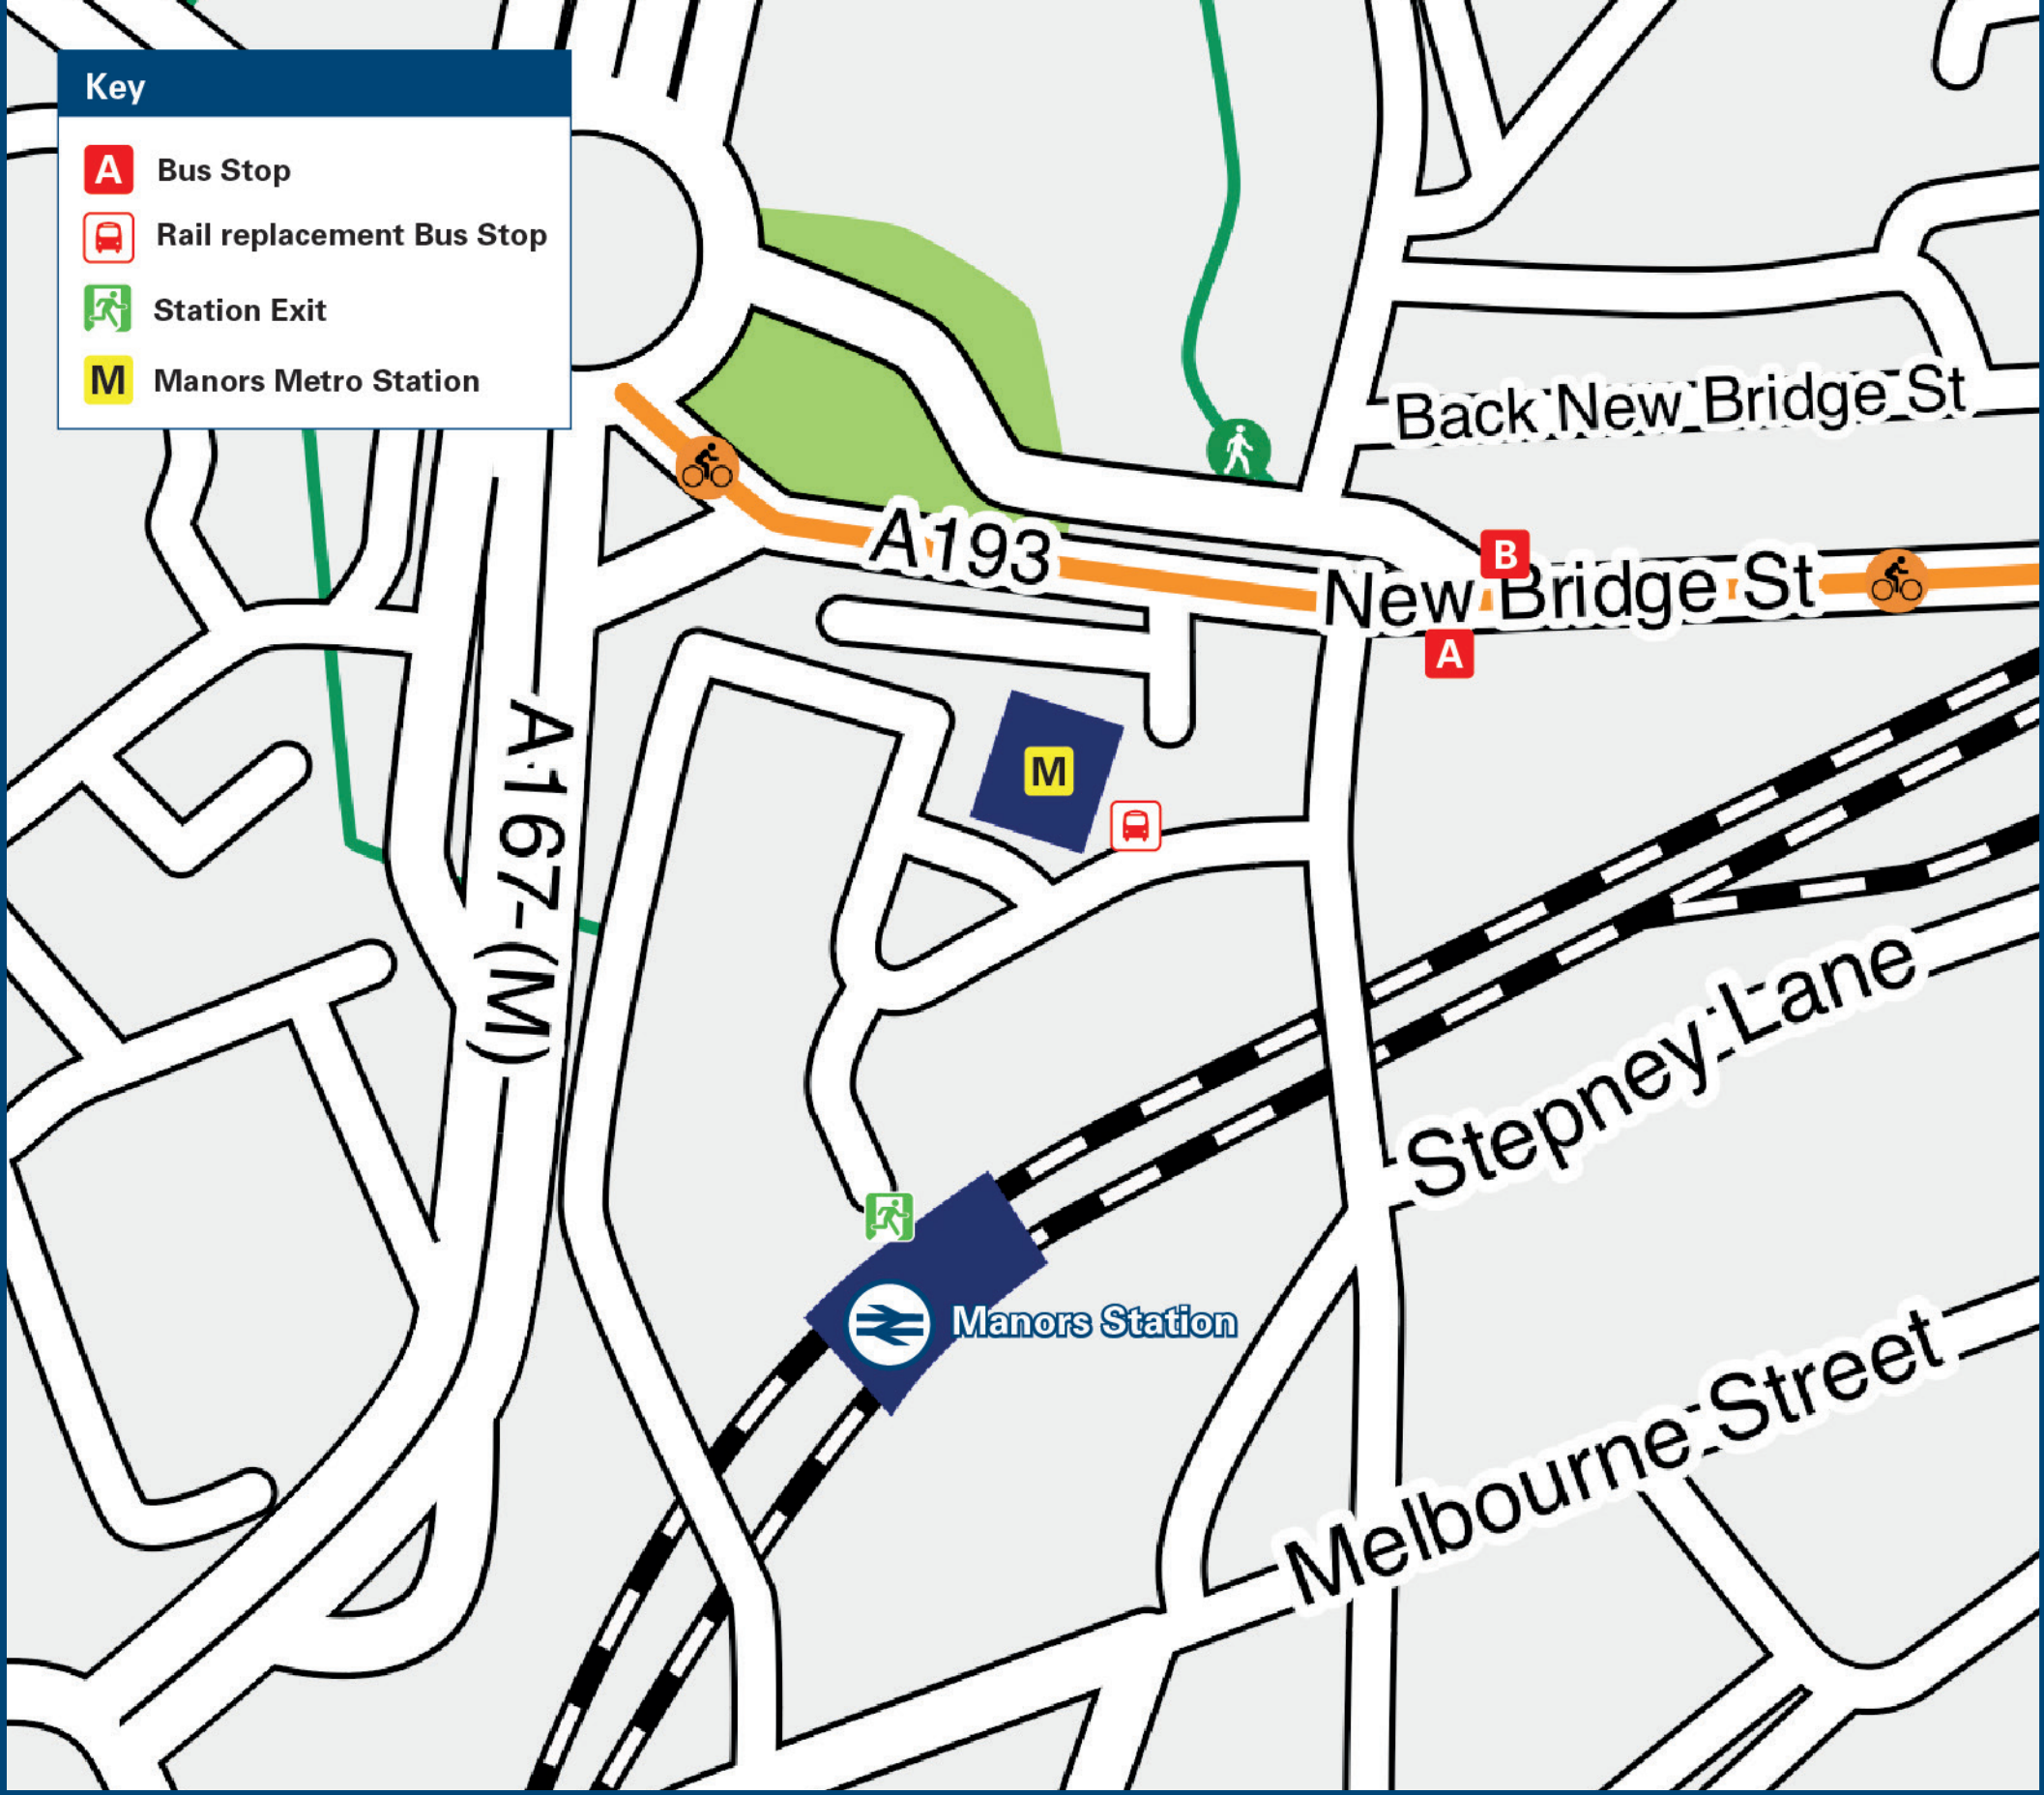 Key
A Bus Stop
Rail replacement Bus Stop
Station Exit
M Manors Metro Station
Back New Bridge St
A193
B
New Bridge St
A
A167-(M)
M
Stepney Lane
Manors Station
Melbourne Street